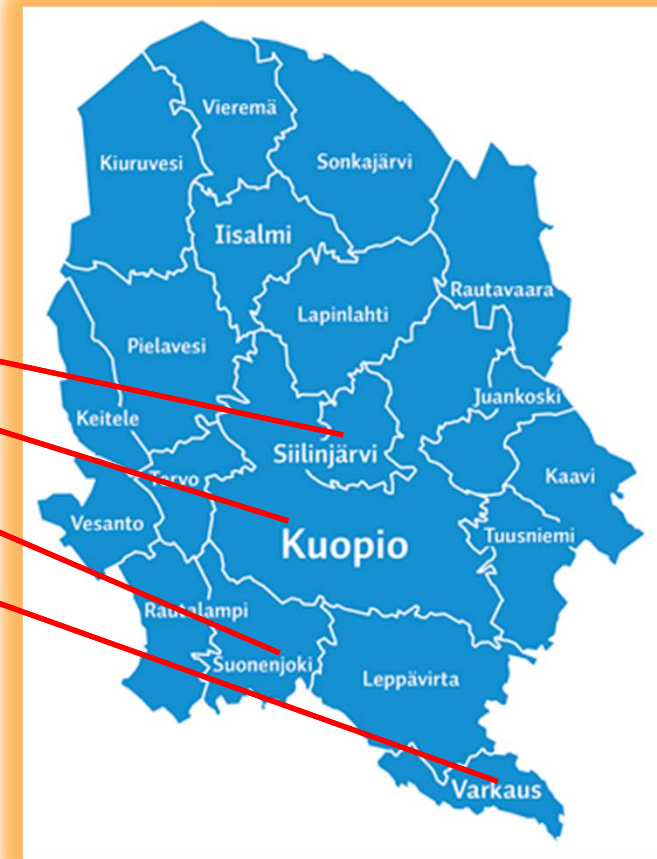 Vieremä
Kiuruvesi
Sonkajärvi
Iisalmi
Rautavaara
Lapinlahti
Pielavesi
Juankoski
Keitele
Siilinjärvi
Kaavi
Tervo
Vesanto
Kuopio
Tuusniemi
Rautalampi
Suonenjoki
Leppävirta
Varkaus